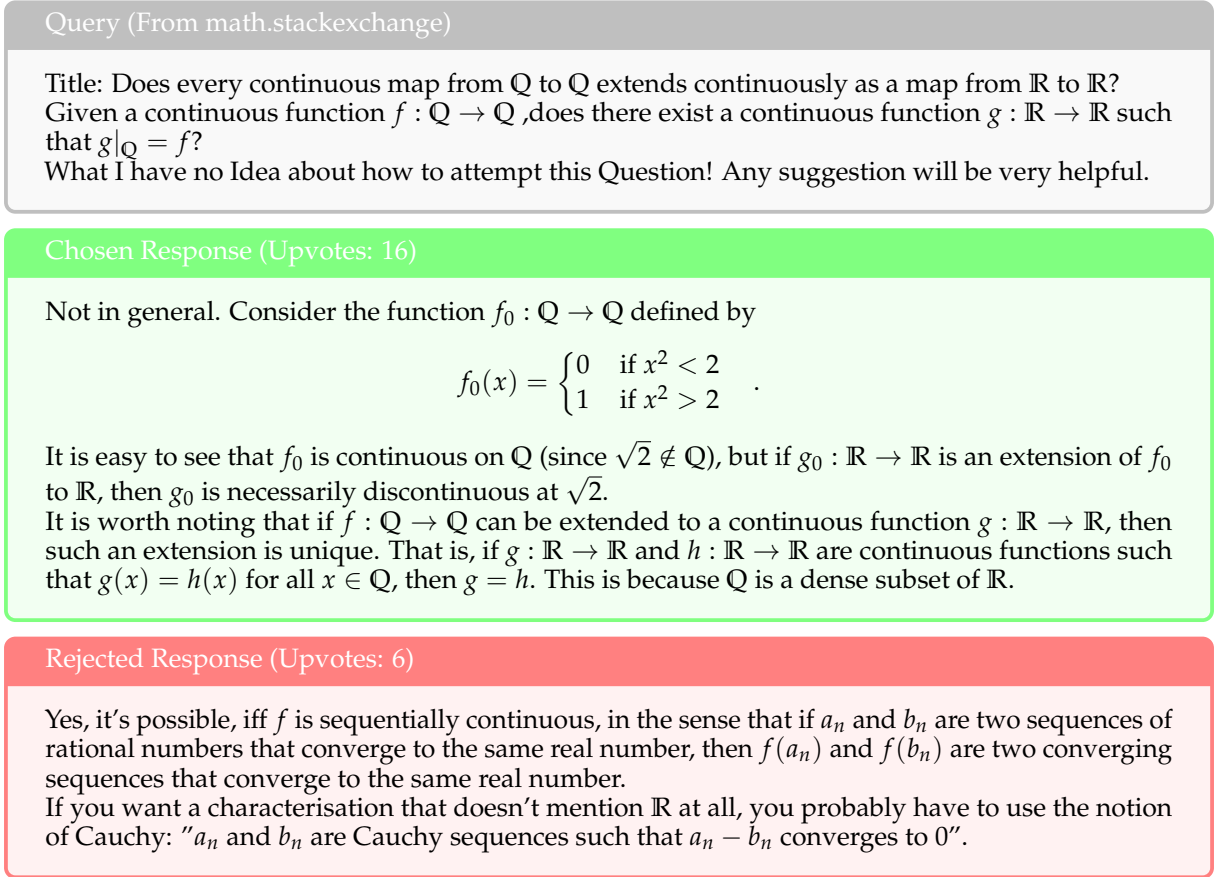 Query (From math.stackexchange)
Title: Does every continuous map from ℚ to ℚ extends continuously as a map from ℝ to ℝ?
Given a continuous function f : ℚ → ℚ ,does there exist a continuous function g : ℝ → ℝ such
that g|ℚ = f?
What I have no Idea about how to attempt this Question! Any suggestion will be very helpful.
Chosen Response (Upvotes: 16)
Not in general. Consider the function f₀ : ℚ → ℚ defined by
f₀(x) = { 0 if x² < 2
1 if x² > 2 .
It is easy to see that f₀ is continuous on ℚ (since √2 ∉ ℚ), but if g₀ : ℝ → ℝ is an extension of f₀
to ℝ, then g₀ is necessarily discontinuous at √2.
It is worth noting that if f : ℚ → ℚ can be extended to a continuous function g : ℝ → ℝ, then
such an extension is unique. That is, if g : ℝ → ℝ and h : ℝ → ℝ are continuous functions such
that g(x) = h(x) for all x ∈ ℚ, then g = h. This is because ℚ is a dense subset of ℝ.
Rejected Response (Upvotes: 6)
Yes, it's possible, iff f is sequentially continuous, in the sense that if aₙ and bₙ are two sequences of
rational numbers that converge to the same real number, then f(aₙ) and f(bₙ) are two converging
sequences that converge to the same real number.
If you want a characterisation that doesn't mention ℝ at all, you probably have to use the notion
of Cauchy: "aₙ and bₙ are Cauchy sequences such that aₙ − bₙ converges to 0".